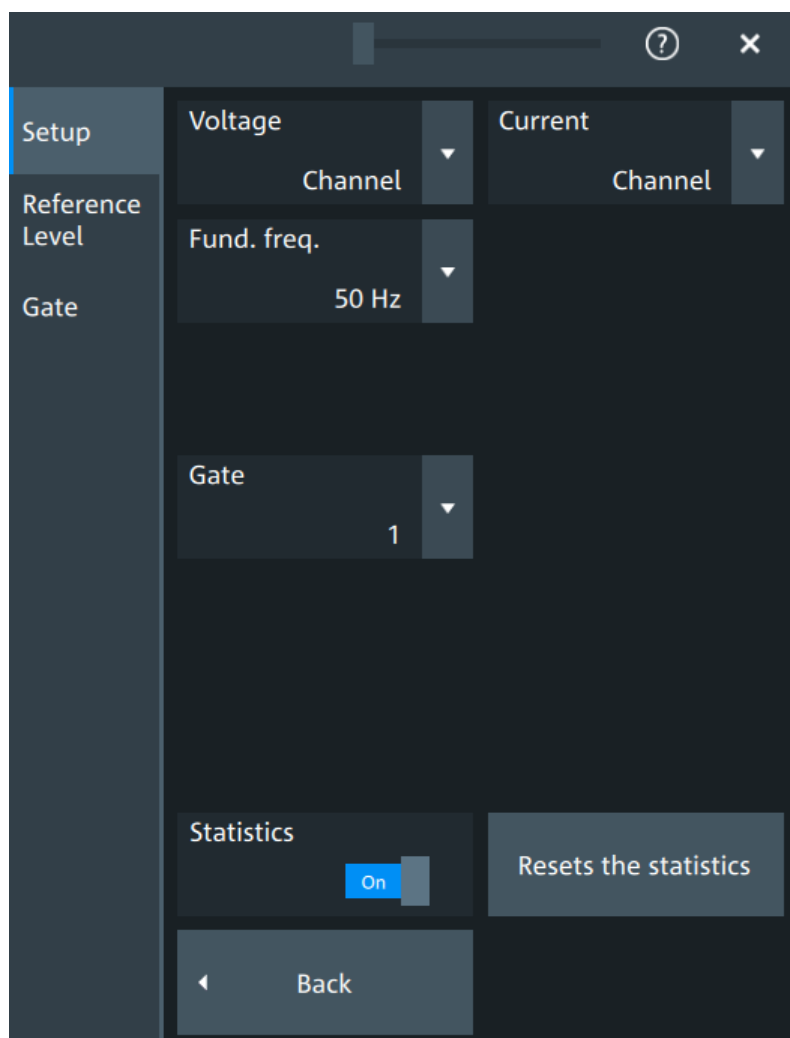 ?
Setup
Reference
Level
Gate
Voltage
Channel
Current
Channel
Fund. freq.
50 Hz
Gate
1
Statistics
On
Resets the statistics
Back